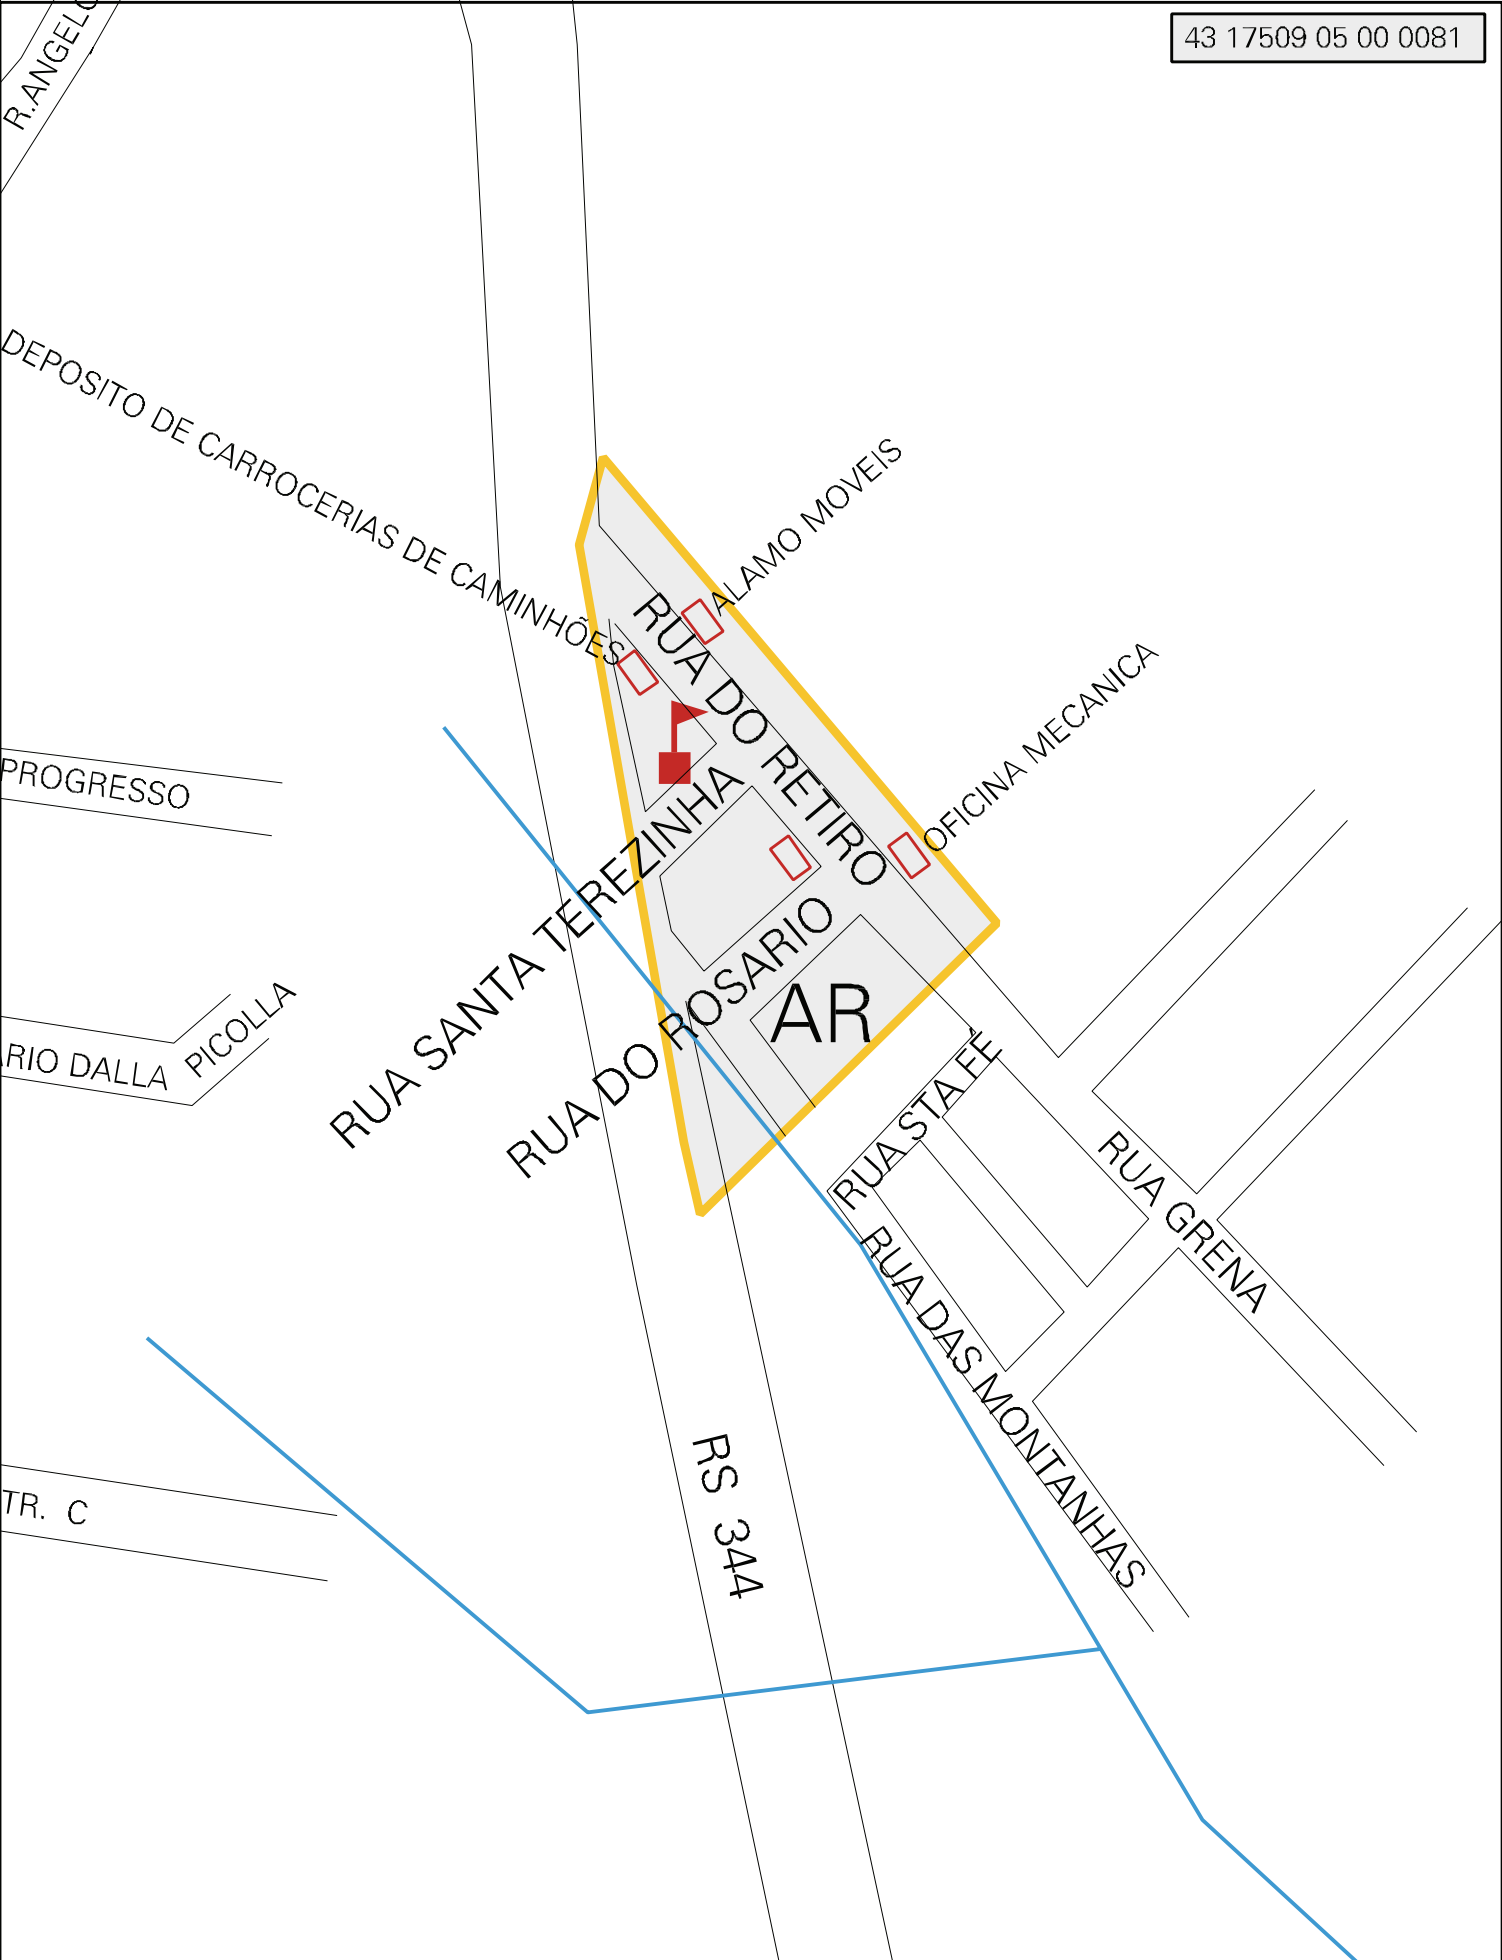 43 17509 05 00 0081
R.ANGELO
DEPOSITO DE CARROCERIAS DE CAMINHÕES
ALAMO MOVEIS
RUA DO RETIRO
OFICINA MECANICA
PROGRESSO
RUA SANTA TEREZINHA
RUA DO ROSARIO
AR
PICOLLA
RIO DALLA
RUA STA FE
RUA GRENA
RUA DAS MONTANHAS
RS 344
TR. C